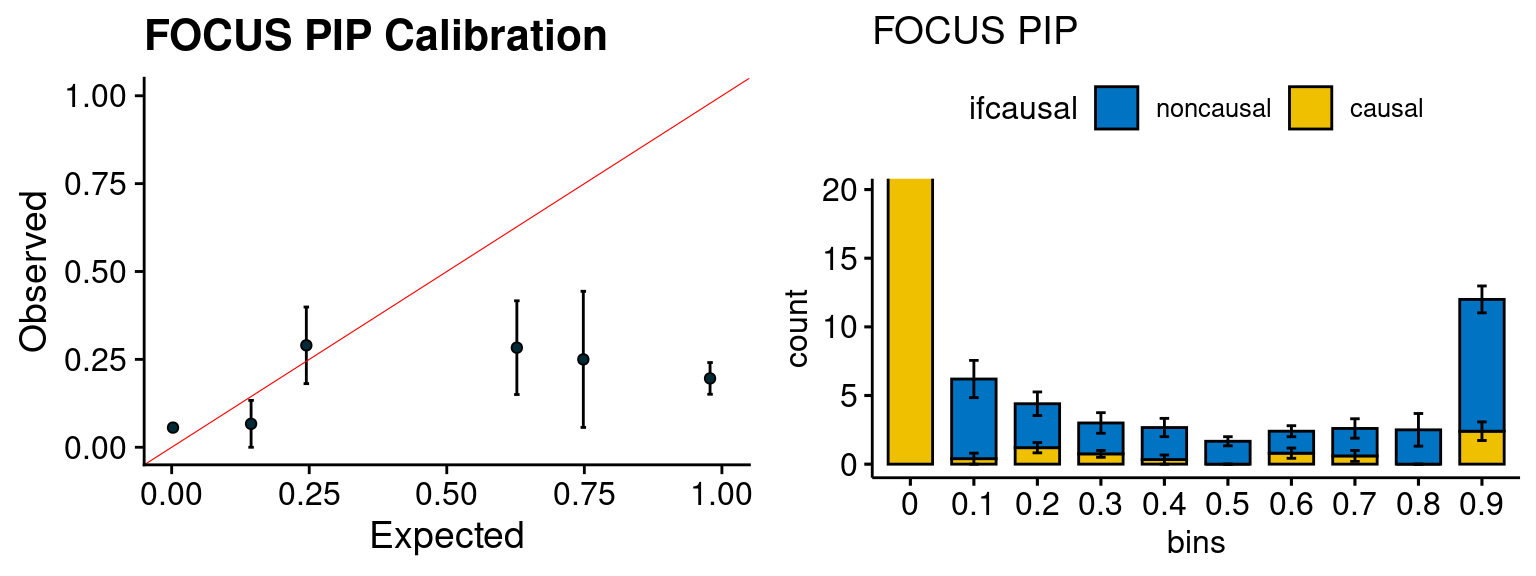 FOCUS PIP Calibration
1.00
0.75
0.50
0.25
0.00
Observed
0.00 0.25 0.50 0.75 1.00
Expected
FOCUS PIP
ifcausal noncausal causal
20
15
10
5
0
count
0 0.1 0.2 0.3 0.4 0.5 0.6 0.7 0.8 0.9
bins